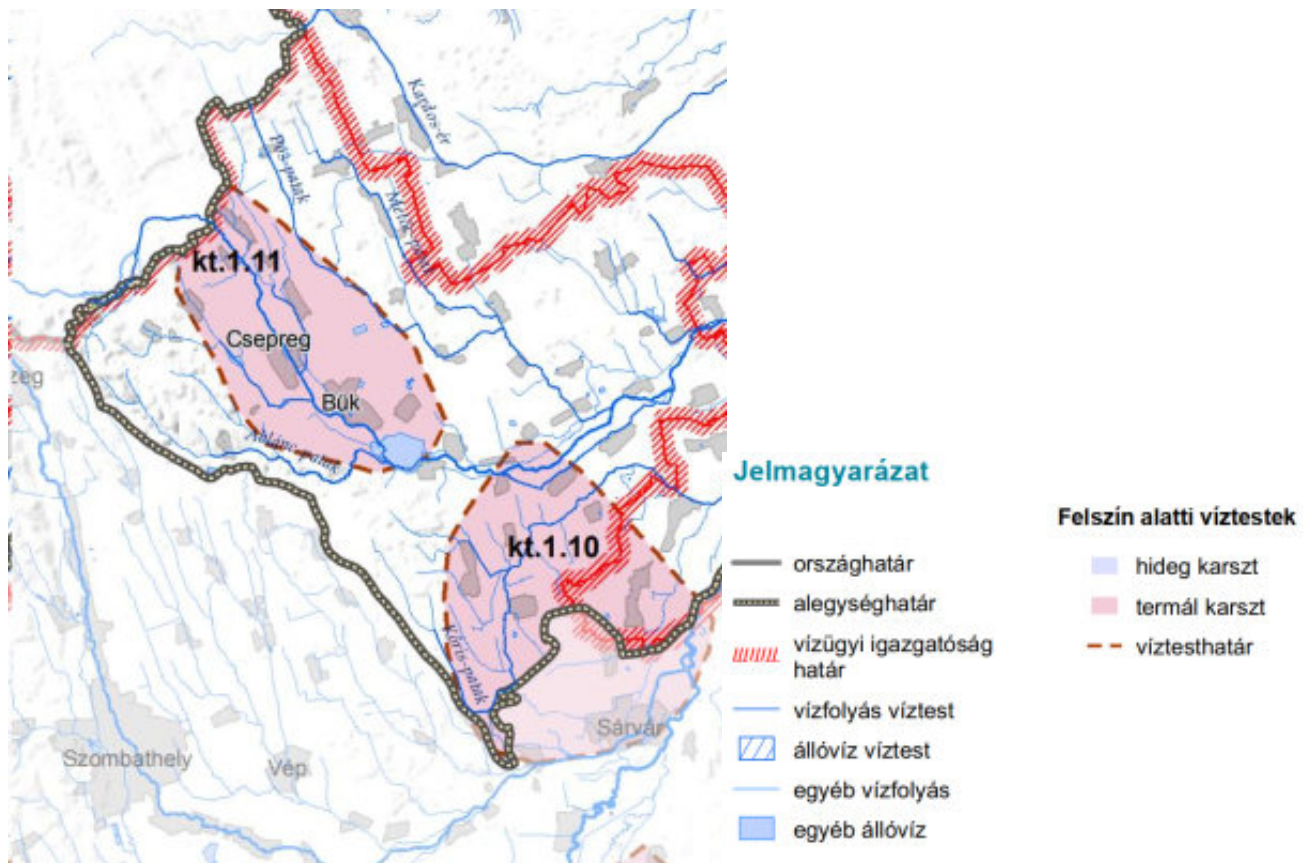 Kardos-ér
Pós-patak
Metőc-patak
kt.1.11
Csepreg
zeg
Bük
Ablánc-patak
kt.1.10
Kőris-patak
Sárvár
Szombathely
Vép
Jelmagyarázat
országhatár
alegységhatár
vízügyi igazgatóság
határ
vízfolyás víztest
állóvíz víztest
egyéb vízfolyás
egyéb állóvíz
Felszín alatti víztestek
hideg karszt
termál karszt
víztesthatár